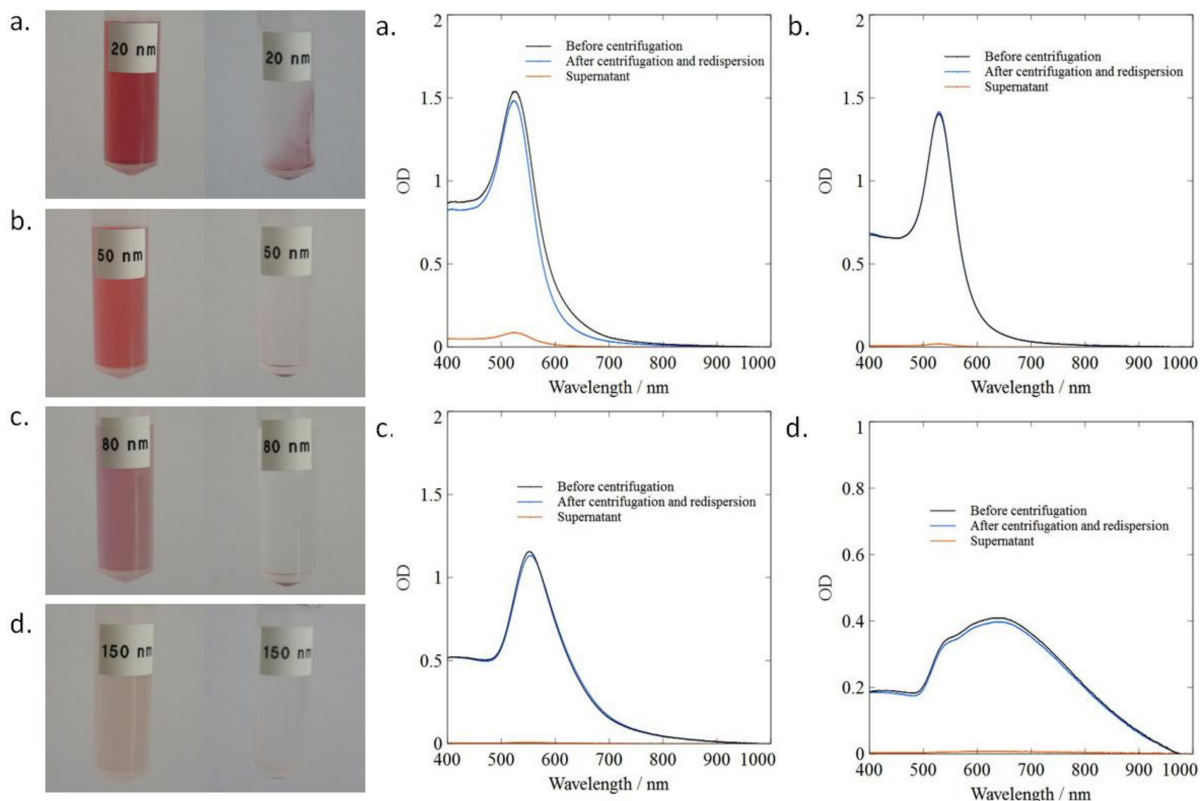 a.
20 nm
20 nm
b.
50 nm
50 nm
c.
80 nm
80 nm
d.
150 nm
150 nm
a.
2
1.5
1
0.5
0
OD
Before centrifugation
After centrifugation and redispersion
Supernatant
400 500 600 700 800 900 1000
Wavelength / nm
b.
2
1.5
1
0.5
0
OD
Before centrifugation
After centrifugation and redispersion
Supernatant
400 500 600 700 800 900 1000
Wavelength / nm
c.
2
1.5
1
0.5
0
OD
Before centrifugation
After centrifugation and redispersion
Supernatant
400 500 600 700 800 900 1000
Wavelength / nm
d.
1
0.8
0.6
0.4
0.2
0
OD
Before centrifugation
After centrifugation and redispersion
Supernatant
400 500 600 700 800 900 1000
Wavelength / nm